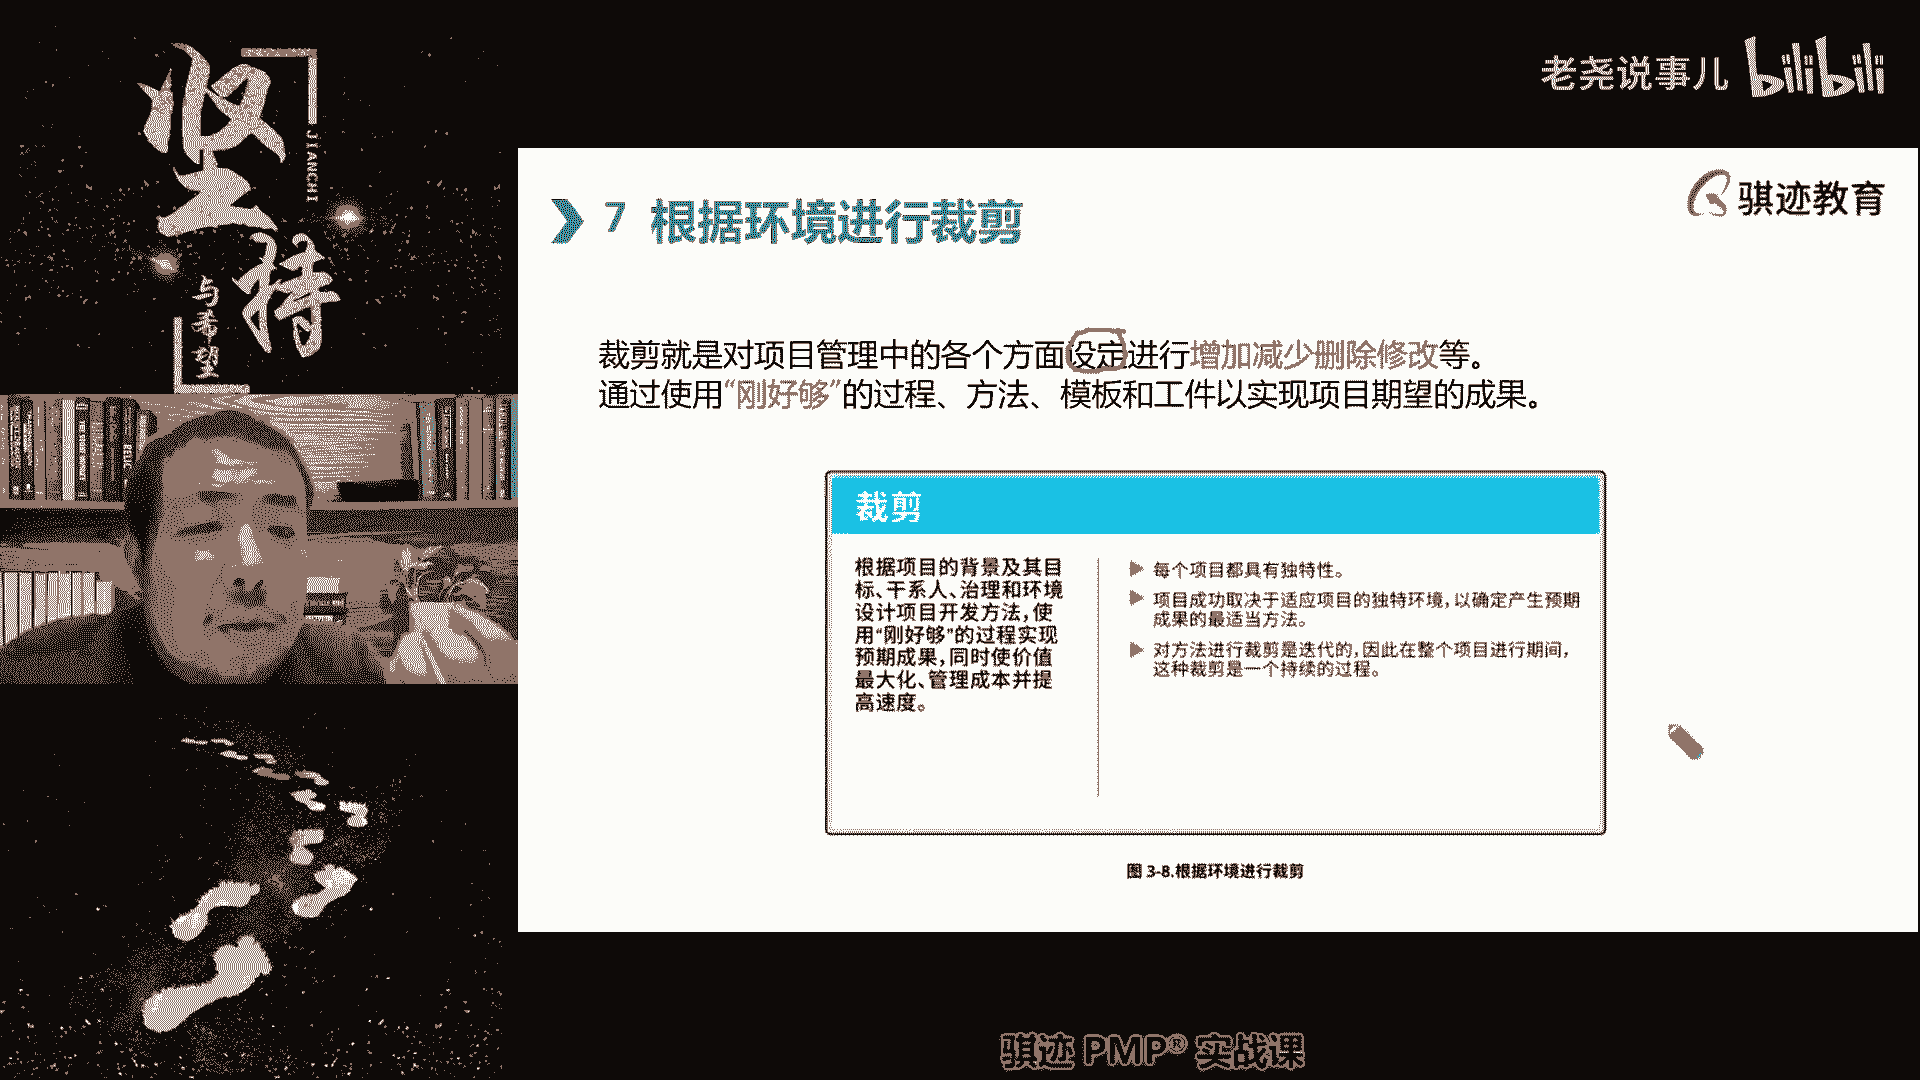 坚持
JIANCHI
与希望
老尧说事儿 bilibili
骐迹教育
7 根据环境进行裁剪
裁剪就是对项目管理中的各个方面设定进行增加减少删除修改等。
通过使用“刚好够”的过程、方法、模板和工件以实现项目期望的成果。
裁剪
根据项目的背景及其目
标、干系人、治理和环境
设计项目开发方法，使
用“刚好够”的过程实现
预期成果，同时使价值
最大化、管理成本并提
高速度。
每个项目都具有独特性。
项目成功取决于适应项目的独特环境，以确定产生预期
成果的最适当方法。
对方法进行裁剪是迭代的，因此在整个项目进行期间，
这种裁剪是一个持续的过程。
图 3-8.根据环境进行裁剪
骐迹 PMP® 实战课